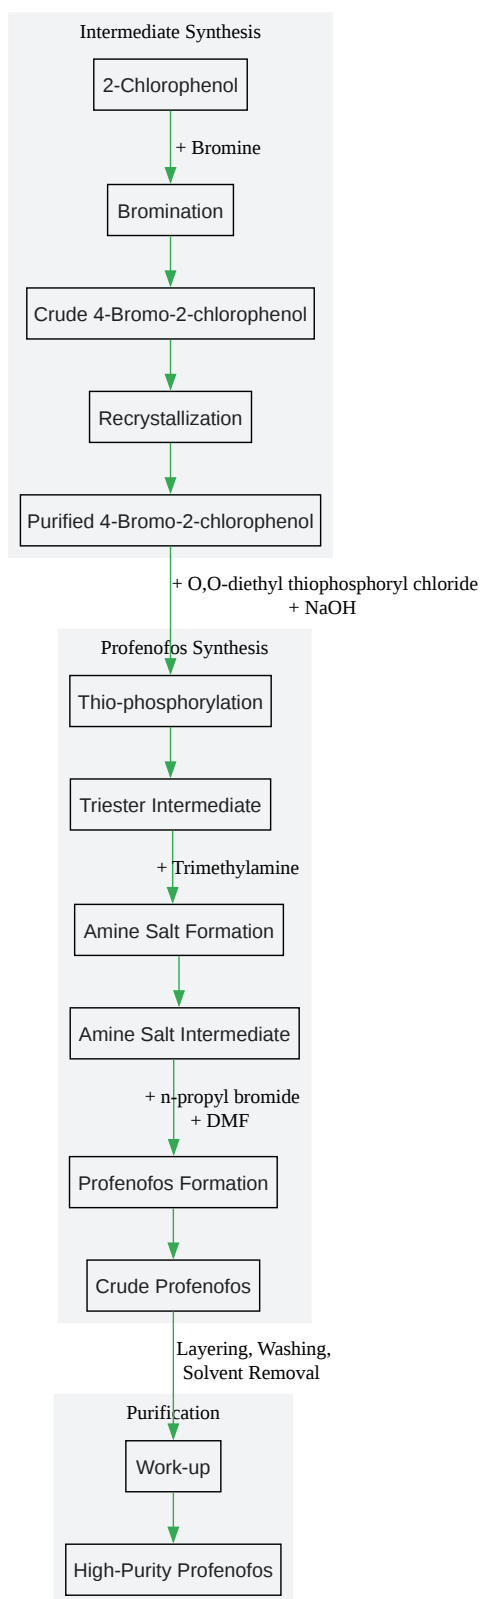 Intermediate Synthesis
2-Chlorophenol
+ Bromine
Bromination
Crude 4-Bromo-2-chlorophenol
Recrystallization
Purified 4-Bromo-2-chlorophenol
+ O,O-diethyl thiophosphoryl chloride
+ NaOH
Profenofos Synthesis
Thio-phosphorylation
Triester Intermediate
+ Trimethylamine
Amine Salt Formation
Amine Salt Intermediate
+ n-propyl bromide
+ DMF
Profenofos Formation
Crude Profenofos
Layering, Washing,
Solvent Removal
Purification
Work-up
High-Purity Profenofos